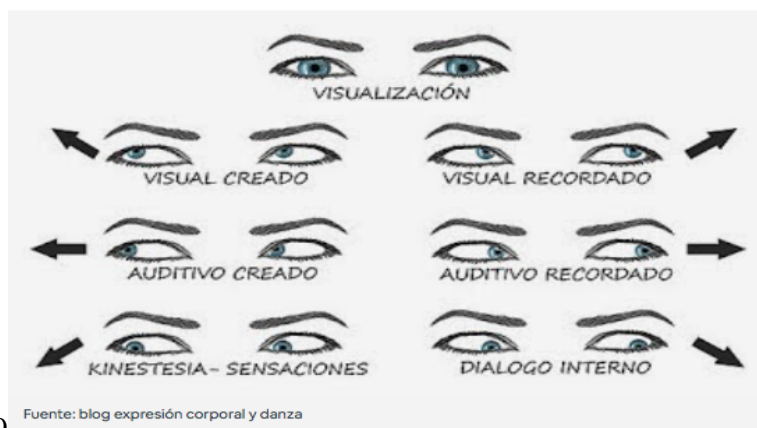 VISUALIZACIÓN
VISUAL CREADO
VISUAL RECORDADO
AUDITIVO CREADO
AUDITIVO RECORDADO
KINESTESIA- SENSACIONES
DIALOGO INTERNO
Fuente: blog expresión corporal y danza